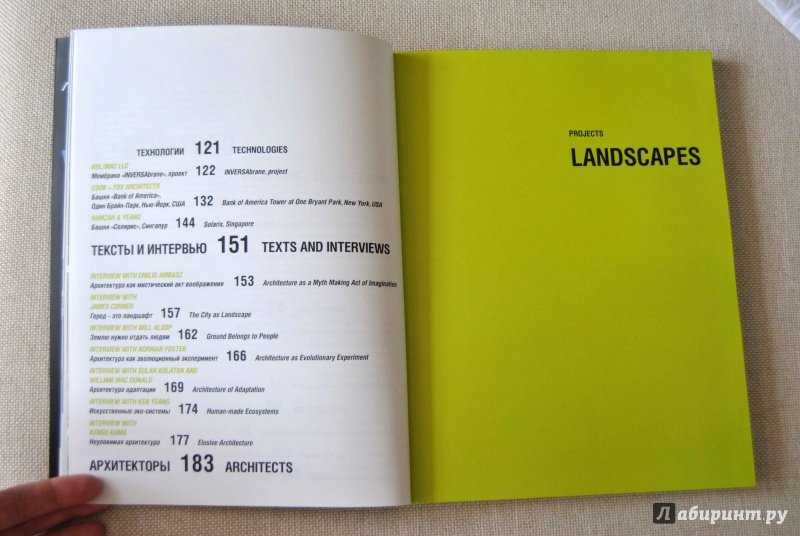 ТЕХНОЛОГИИ 121 TECHNOLOGIES
KOL/MAC LLC
Мембрана «INVERSAbrane», проект 122 INVERSAbrane, project
COOK + FOX ARCHITECTS
Башня «Bank of America»,
Один Брайн-Парк, Нью-Йорк, США 132 Bank of America Tower at One Bryant Park, New York, USA
HAMZAH & YEANG
Башня «Солярис», Сингапур 144 Solaris, Singapore
ТЕКСТЫ И ИНТЕРВЬЮ 151 TEXTS AND INTERVIEWS
INTERVIEW WITH EMILIO AMBASZ
Архитектура как мистический акт воображения 153 Architecture as a Myth Making Act of Imagination
INTERVIEW WITH
JAMES CORNER
Город – это ландшафт 157 The City as Landscape
INTERVIEW WITH WILL ALSOP
Землю нужно отдать людям 162 Ground Belongs to People
INTERVIEW WITH NORMAN FOSTER
Архитектура как эволюционный эксперимент 166 Architecture as Evolutionary Experiment
INTERVIEW WITH SULAN KOLATAN AND
WILLIAM MAC DONALD
Архитектура адаптации 169 Architecture of Adaptation
INTERVIEW WITH KEN YEANG
Искусственные эко-системы 174 Human-made Ecosystems
INTERVIEW WITH
KENGO KUMA
Неуловимая архитектура 177 Elusive Architecture
АРХИТЕКТОРЫ 183 ARCHITECTS
PROJECTS
LANDSCAPES
Лабиринт.ру